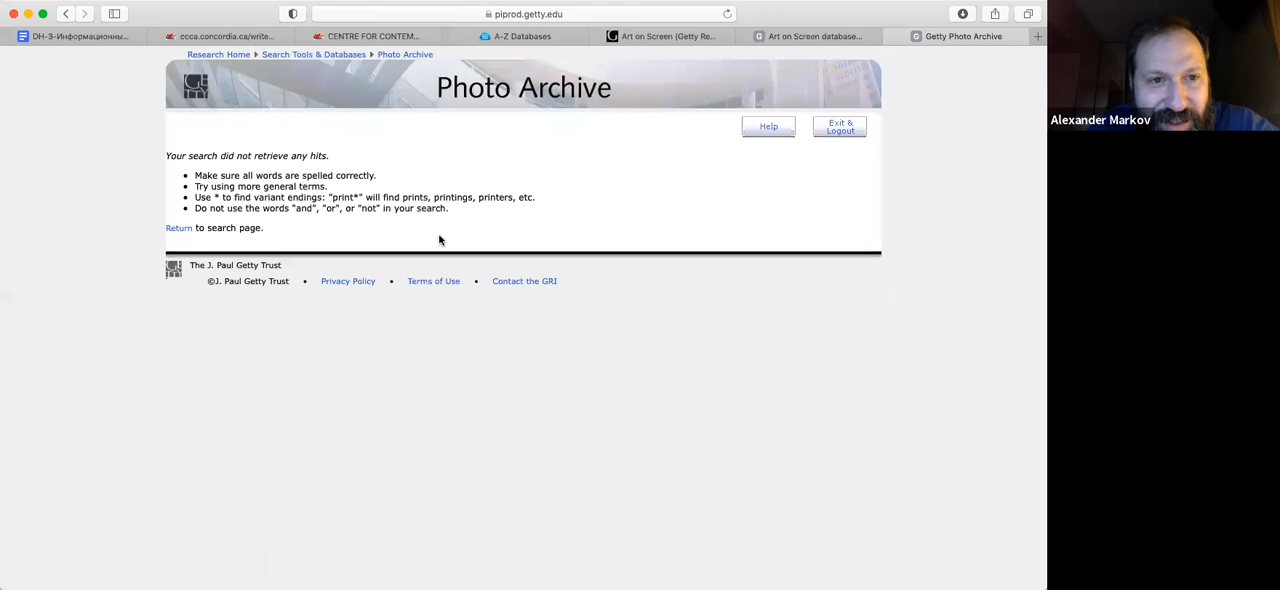 piprod.getty.edu
DH-3-Информационны...
cccca.concordia.ca/write...
CENTRE FOR CONTEM...
A-Z Databases
Art on Screen (Getty Re...
Art on Screen database...
Getty Photo Archive
Research Home Search Tools & Databases Photo Archive
Photo Archive
Help
Exit & Logout
Your search did not retrieve any hits.
Make sure all words are spelled correctly.
Try using more general terms.
Use * to find variant endings: "print*" will find prints, printings, printers, etc.
Do not use the words "and", "or", or "not" in your search.
Return to search page.
The J. Paul Getty Trust
©J. Paul Getty Trust • Privacy Policy • Terms of Use • Contact the GRI
Alexander Markov